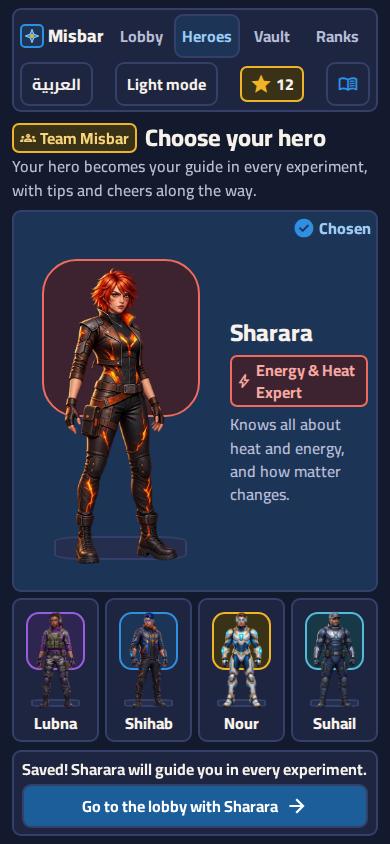 Misbar Lobby Heroes Vault Ranks
العربية Light mode 12
Team Misbar Choose your hero
Your hero becomes your guide in every experiment,
with tips and cheers along the way.
Chosen
Sharara
Energy & Heat
Expert
Knows all about
heat and energy,
and how matter
changes.
Lubna Shihab Nour Suhail
Saved! Sharara will guide you in every experiment.
Go to the lobby with Sharara